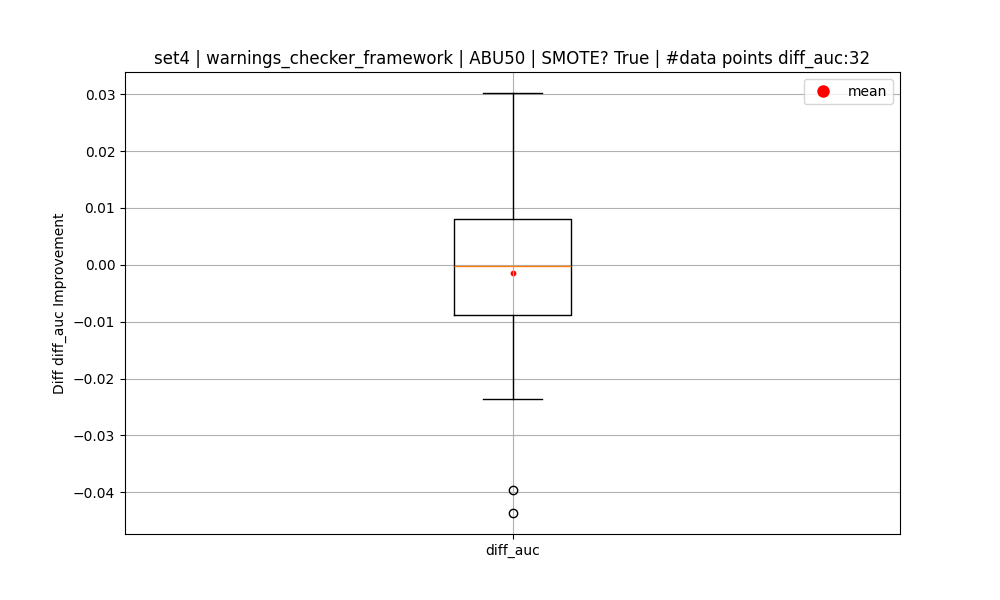 set4 | warnings_checker_framework | ABU50 | SMOTE? True | #data points diff_auc:32
mean
0.03
0.02
0.01
0.00
−0.01
−0.02
−0.03
−0.04
Diff diff_auc Improvement
diff_auc